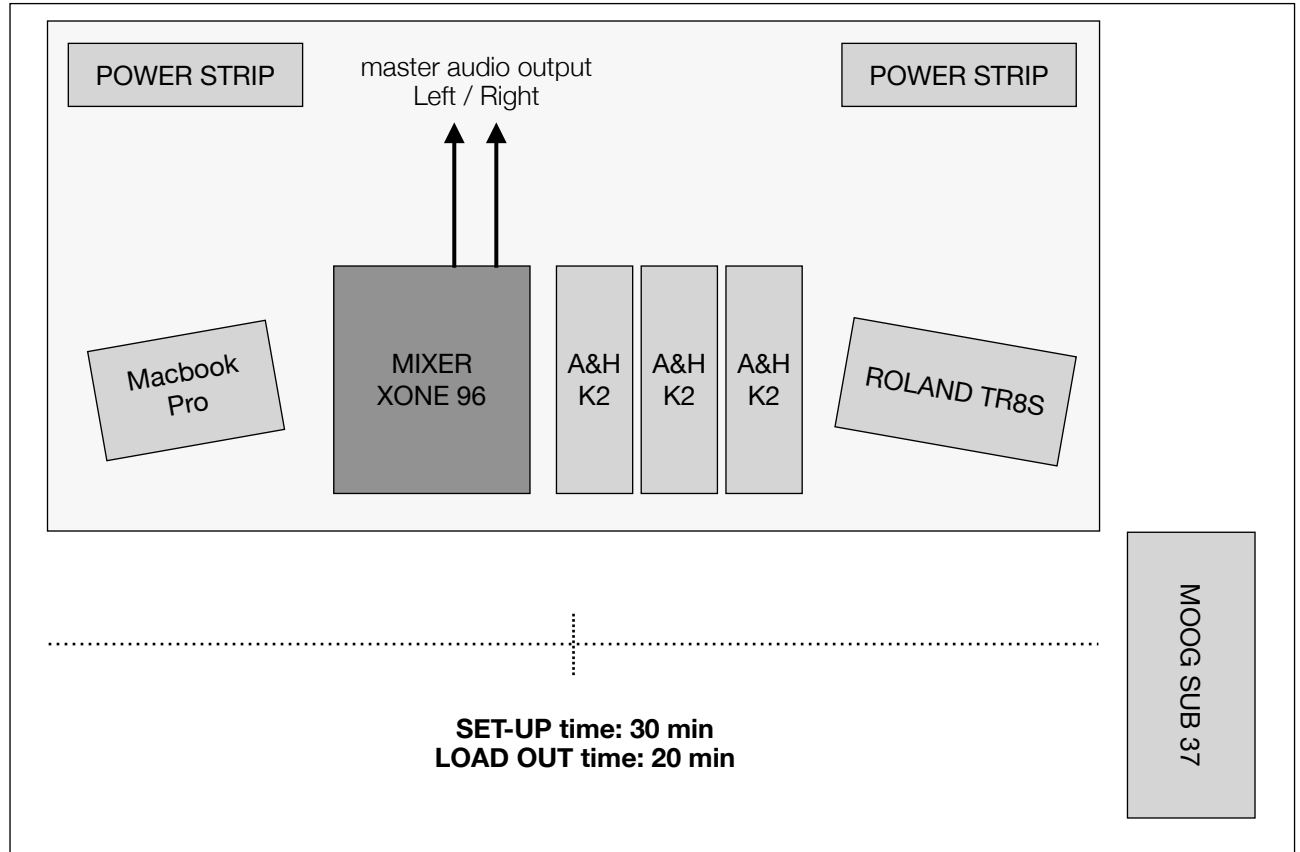 POWER STRIP
master audio output
Left / Right
POWER STRIP
Macbook
Pro
MIXER
XONE 96
A&H
K2
A&H
K2
A&H
K2
ROLAND TR8S
MOOG SUB 37
SET-UP time: 30 min
LOAD OUT time: 20 min